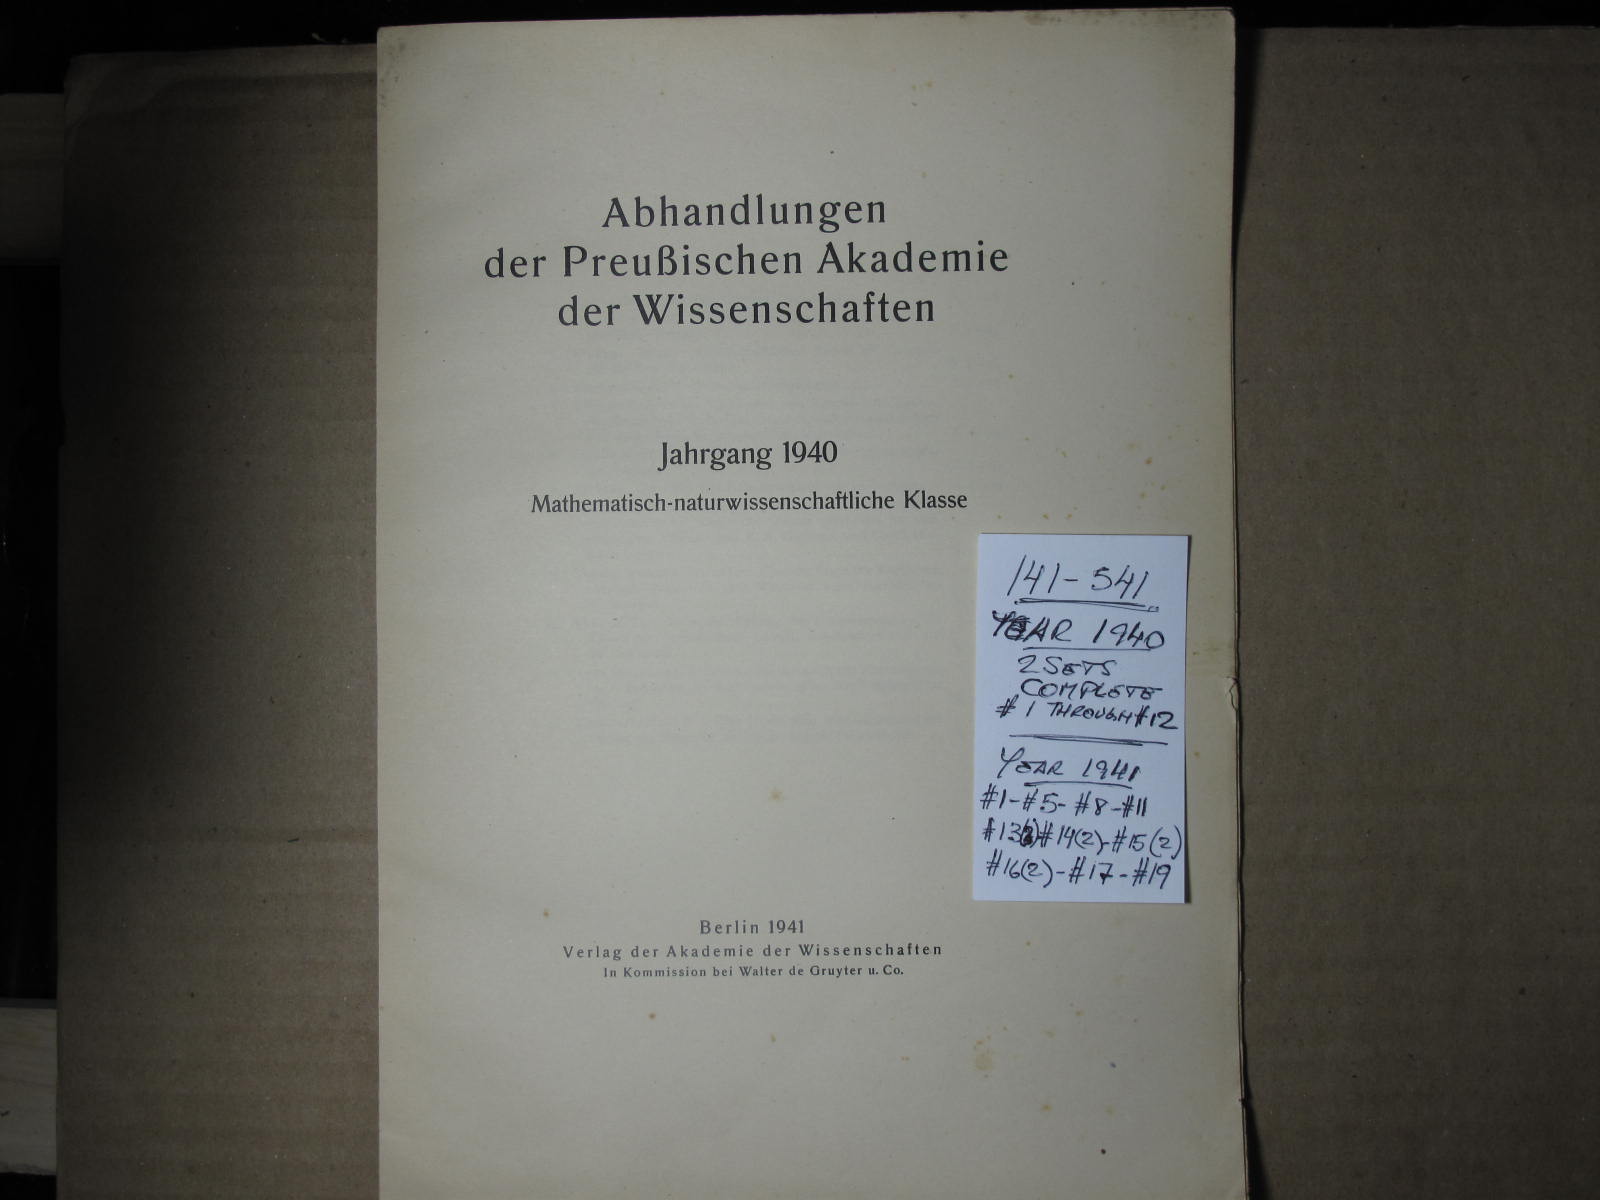 Abhandlungen
der Preußischen Akademie
der Wissenschaften
Jahrgang 1940
Mathematisch-naturwissenschaftliche Klasse
Berlin 1941
Verlag der Akademie der Wissenschaften
In Kommission bei Walter de Gruyter u. Co.
141-541
YEAR 1940
2 SETS
COMPLETE
# 1 THROUGH #12
YEAR 1941
#1-#5-#8-#11
#13 #14(2)-#15(2)
#16(2)-#17-#19